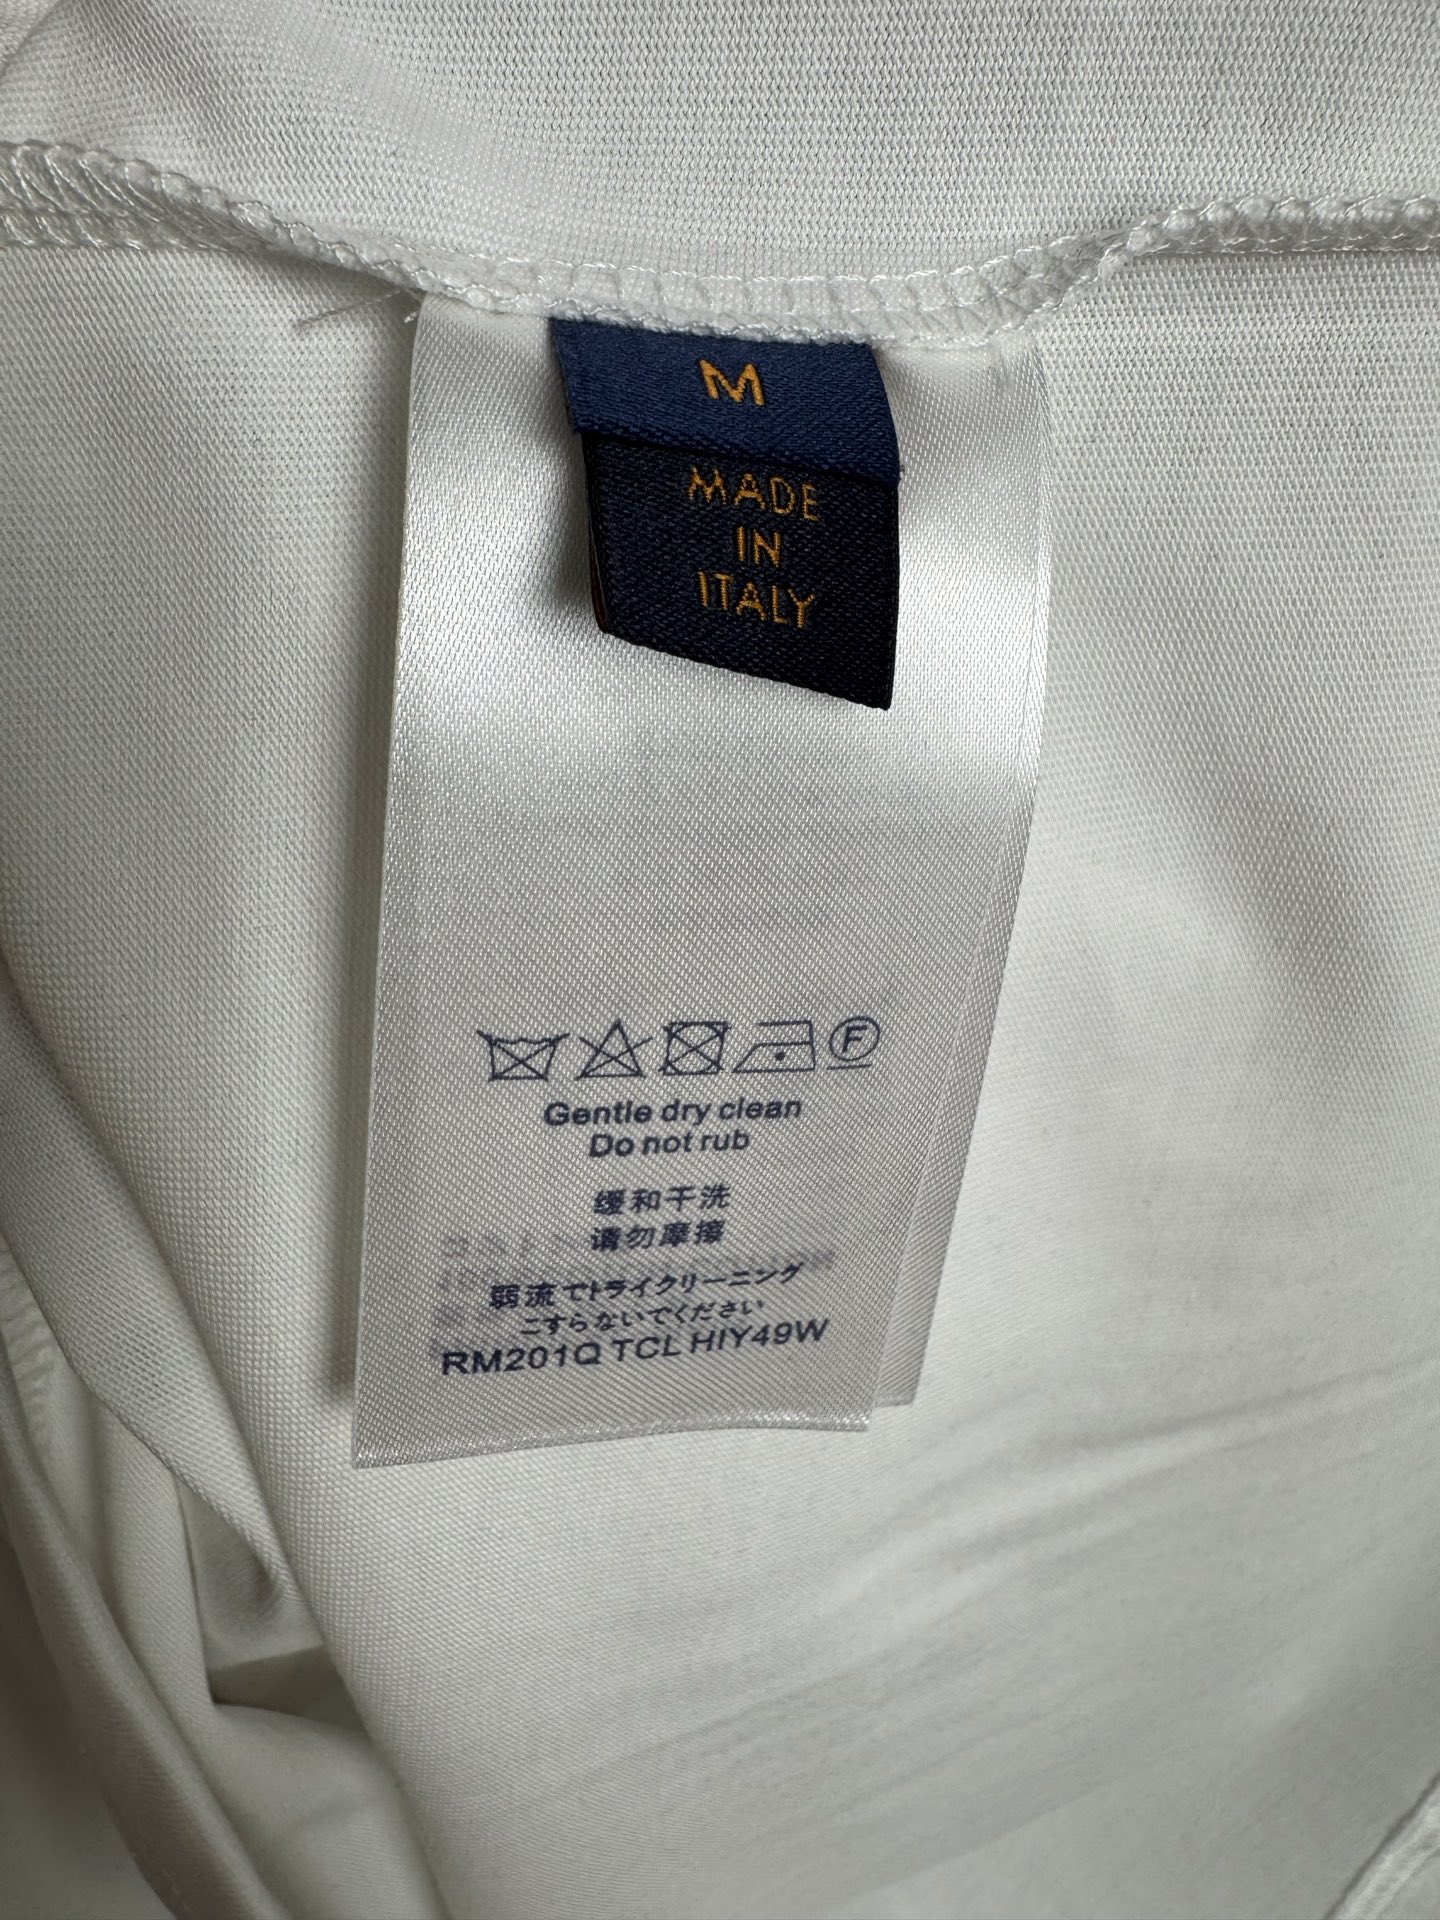 M
MADE
IN
ITALY
F
Gentle dry clean
Do not rub
缓和干洗
请勿摩擦
弱流でドライクリーニング
こすらないでください
RM201Q TCL HIY49W